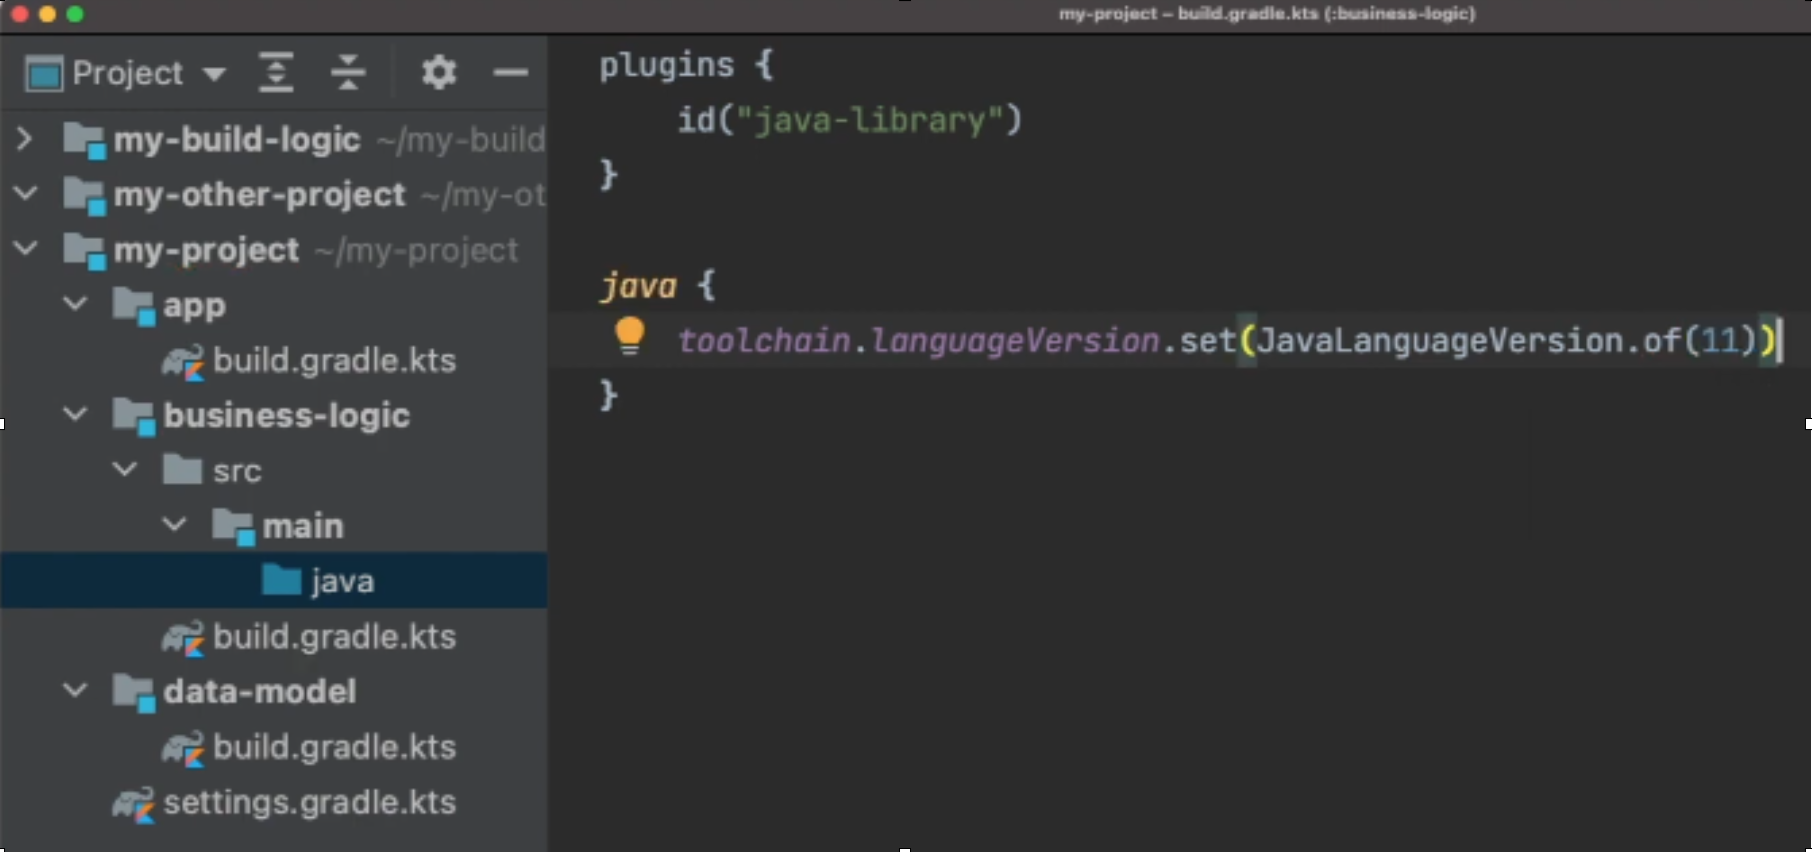 my-project – build.gradle.kts (:business-logic)
Project
my-build-logic ~/my-build
my-other-project ~/my-ot
my-project ~/my-project
app
build.gradle.kts
business-logic
src
main
java
build.gradle.kts
data-model
build.gradle.kts
settings.gradle.kts
plugins {
    id("java-library")
}
java {
    toolchain.languageVersion.set(JavaLanguageVersion.of(11))
}